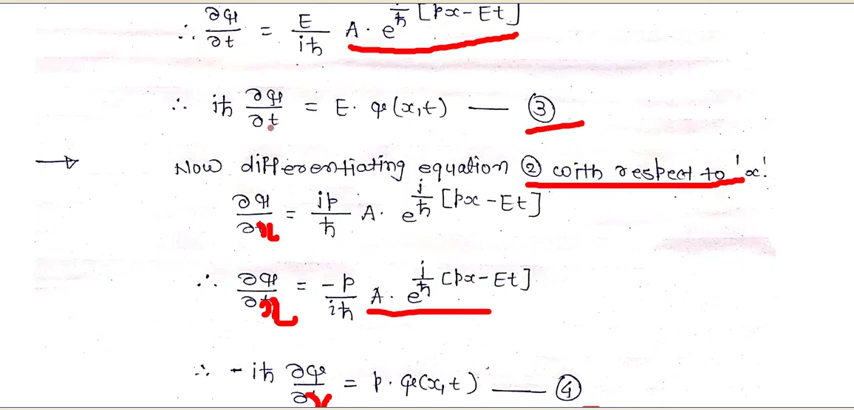 ∴ ∂ψ/∂t = E/iħ A · e^{i/ħ [px – Et]}
∴ iħ ∂ψ/∂t = E · ψ(x,t) — ③
→ Now differentiating equation ② with respect to 'x'.
∂ψ/∂x = ip/ħ A · e^{i/ħ [px – Et]}
∴ ∂ψ/∂x = –p/iħ A · e^{i/ħ [px – Et]}
∴ – iħ ∂ψ/∂x = p · ψ(x,t) — ④